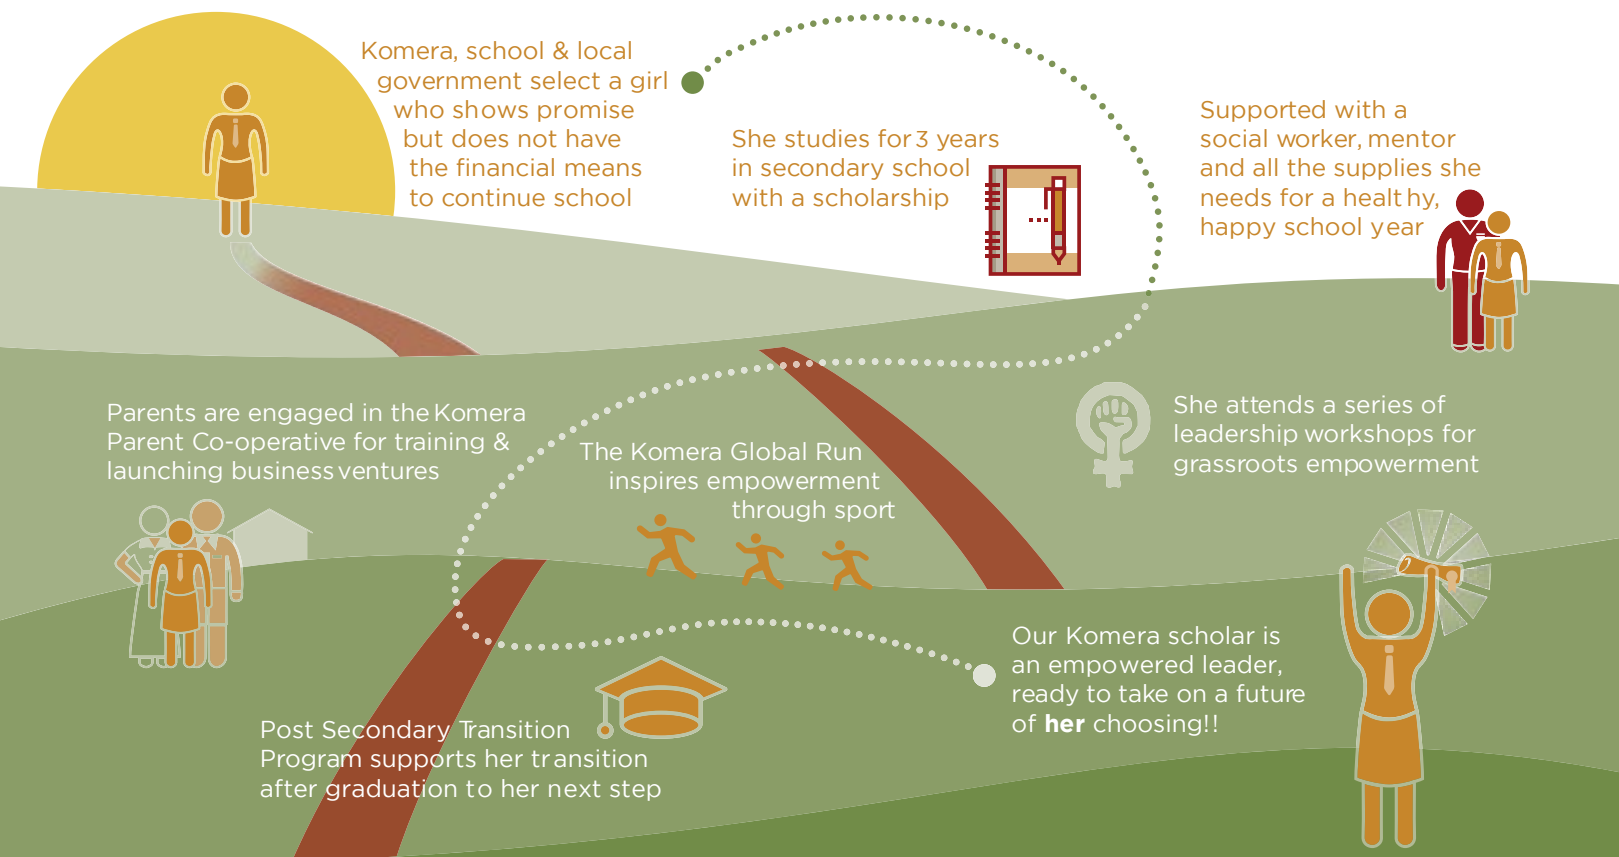 Komera, school & local
government select a girl
who shows promise
but does not have
the financial means
to continue school
She studies for 3 years
in secondary school
with a scholarship
Supported with a
social worker, mentor
and all the supplies she
needs for a healthy,
happy school year
She attends a series of
leadership workshops for
grassroots empowerment
The Komera Global Run
inspires empowerment
through sport
Parents are engaged in the Komera
Parent Co-operative for training &
launching business ventures
Post Secondary Transition
Program supports her transition
after graduation to her next step
Our Komera scholar is
an empowered leader,
ready to take on a future
of her choosing!!